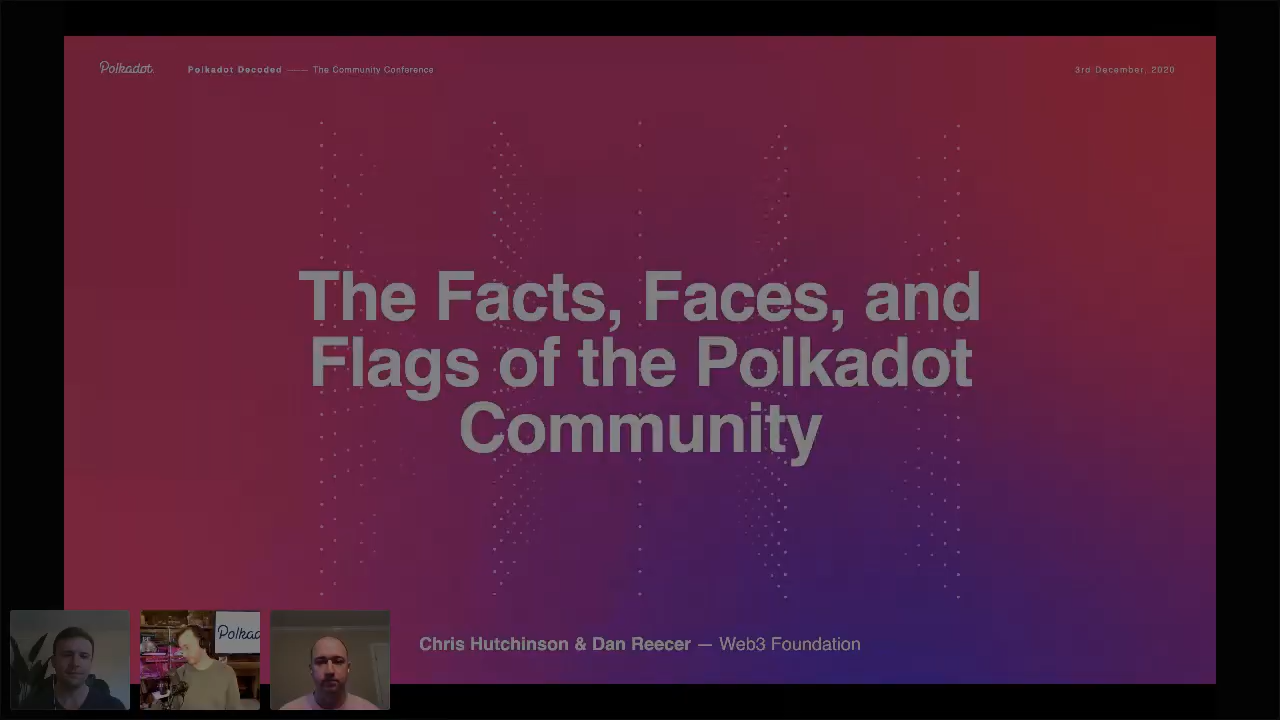 Polkadot.
Polkadot Decoded —— The Community Conference
3rd December, 2020
The Facts, Faces, and
Flags of the Polkadot
Community
Polkad
Chris Hutchinson & Dan Reecer — Web3 Foundation